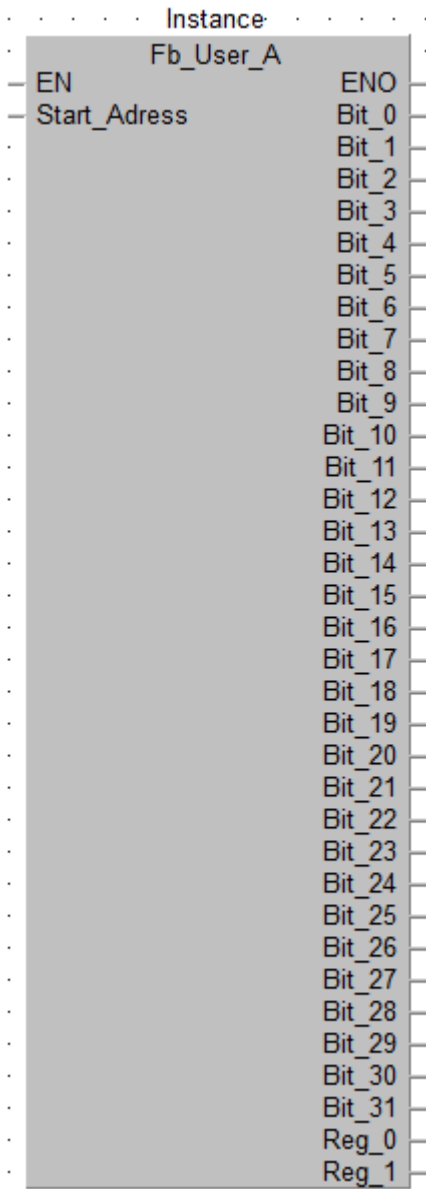 Instance
Fb_User_A
EN ENO
Start_Adress Bit_0
Bit_1
Bit_2
Bit_3
Bit_4
Bit_5
Bit_6
Bit_7
Bit_8
Bit_9
Bit_10
Bit_11
Bit_12
Bit_13
Bit_14
Bit_15
Bit_16
Bit_17
Bit_18
Bit_19
Bit_20
Bit_21
Bit_22
Bit_23
Bit_24
Bit_25
Bit_26
Bit_27
Bit_28
Bit_29
Bit_30
Bit_31
Reg_0
Reg_1